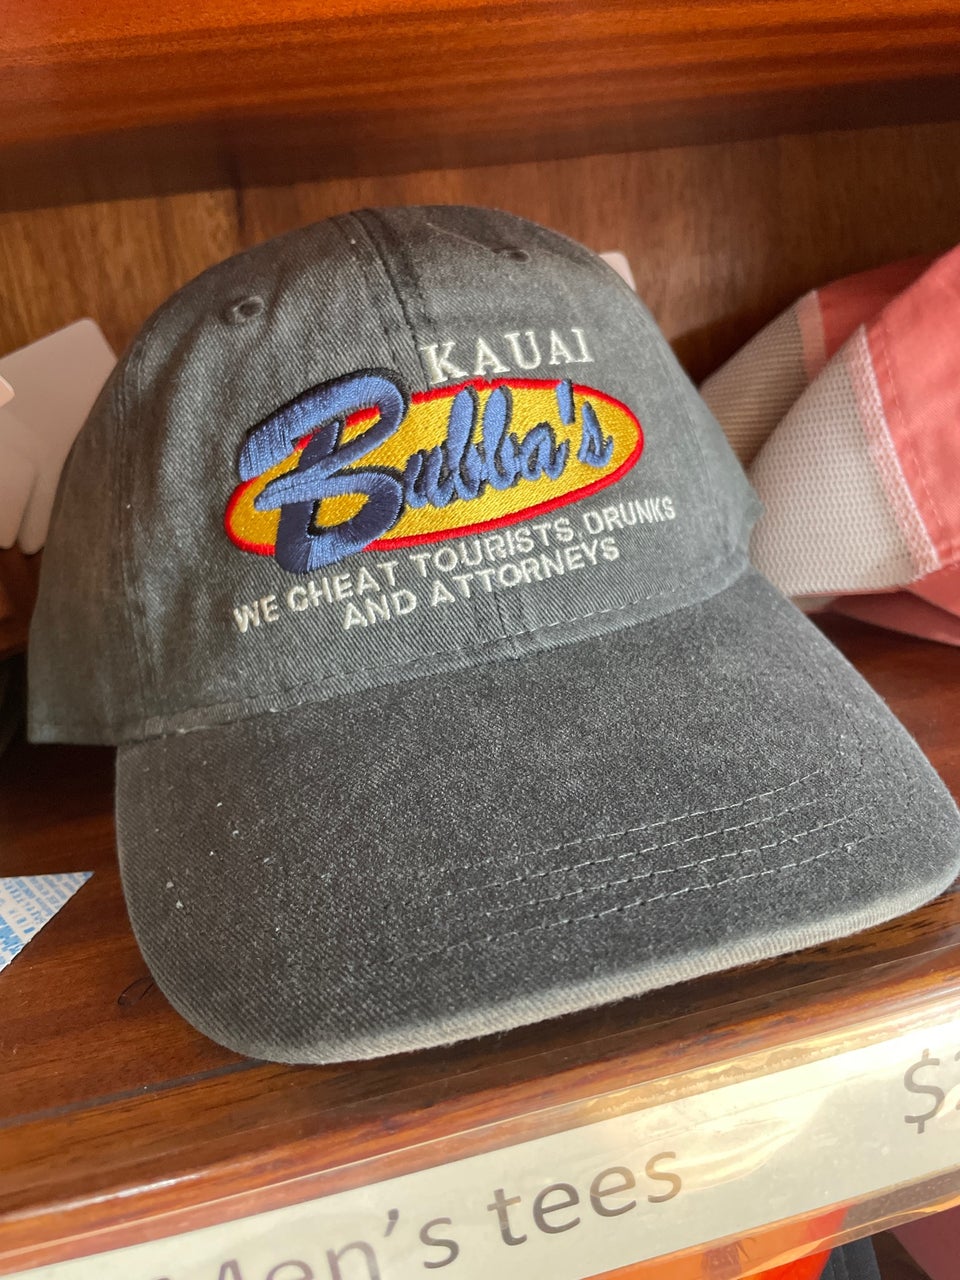 KAUAI
Bubba's
WE CHEAT TOURISTS, DRUNKS
AND ATTORNEYS
Men's tees